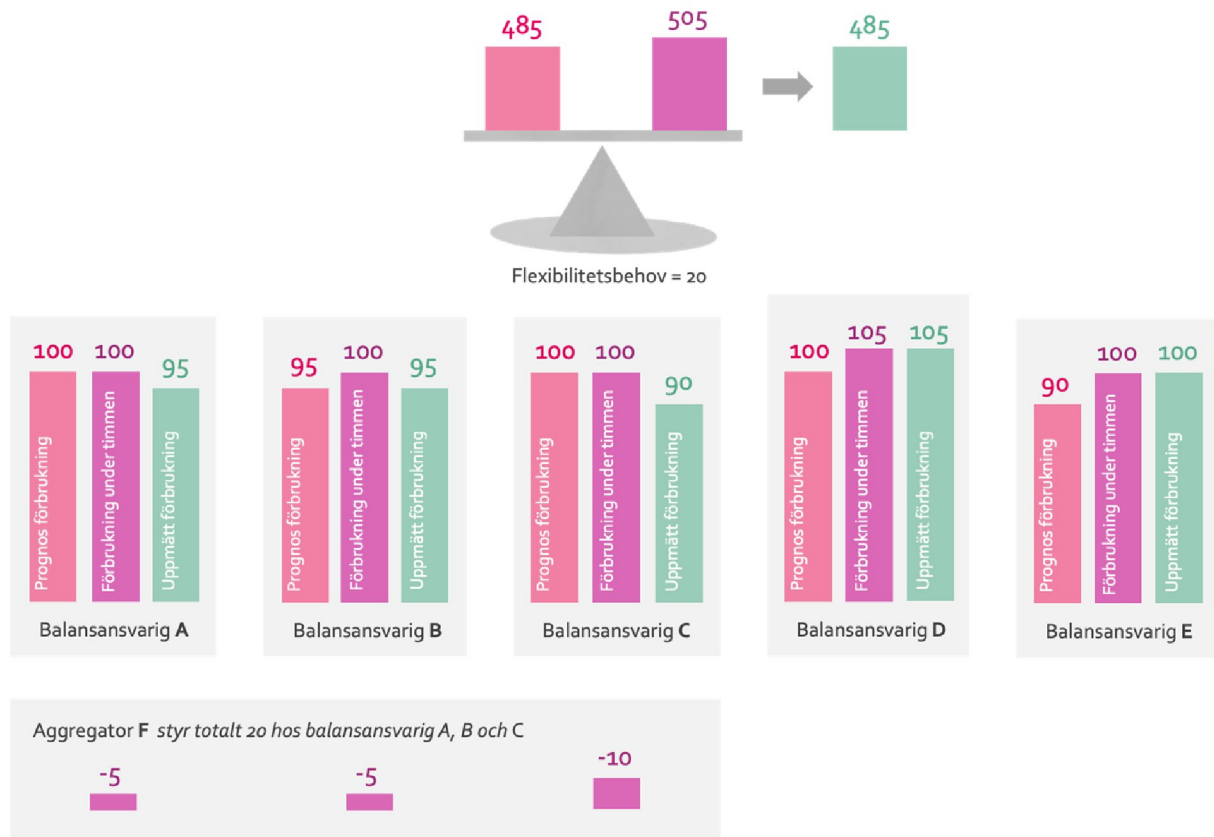 485
505
485
Flexibilitetsbehov = 20
100
100
95
Prognos förbrukning
Förbrukning under timmen
Uppmätt förbrukning
Balansansvarig A
95
100
95
Prognos förbrukning
Förbrukning under timmen
Uppmätt förbrukning
Balansansvarig B
100
100
90
Prognos förbrukning
Förbrukning under timmen
Uppmätt förbrukning
Balansansvarig C
100
105
105
Prognos förbrukning
Förbrukning under timmen
Uppmätt förbrukning
Balansansvarig D
90
100
100
Prognos förbrukning
Förbrukning under timmen
Uppmätt förbrukning
Balansansvarig E
Aggregator F styr totalt 20 hos balansansvarig A, B och C
-5
-5
-10